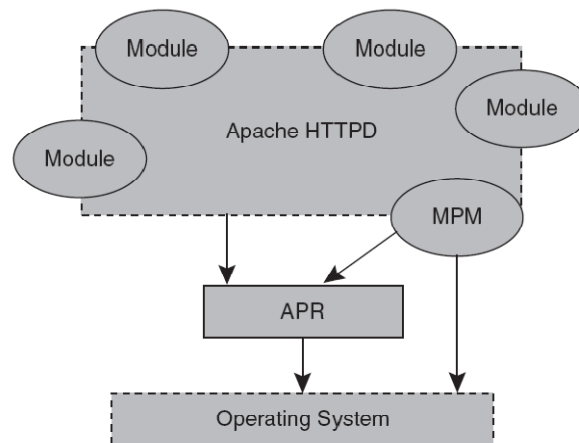 Module
Module
Module
Apache HTTPD
Module
MPM
APR
Operating System